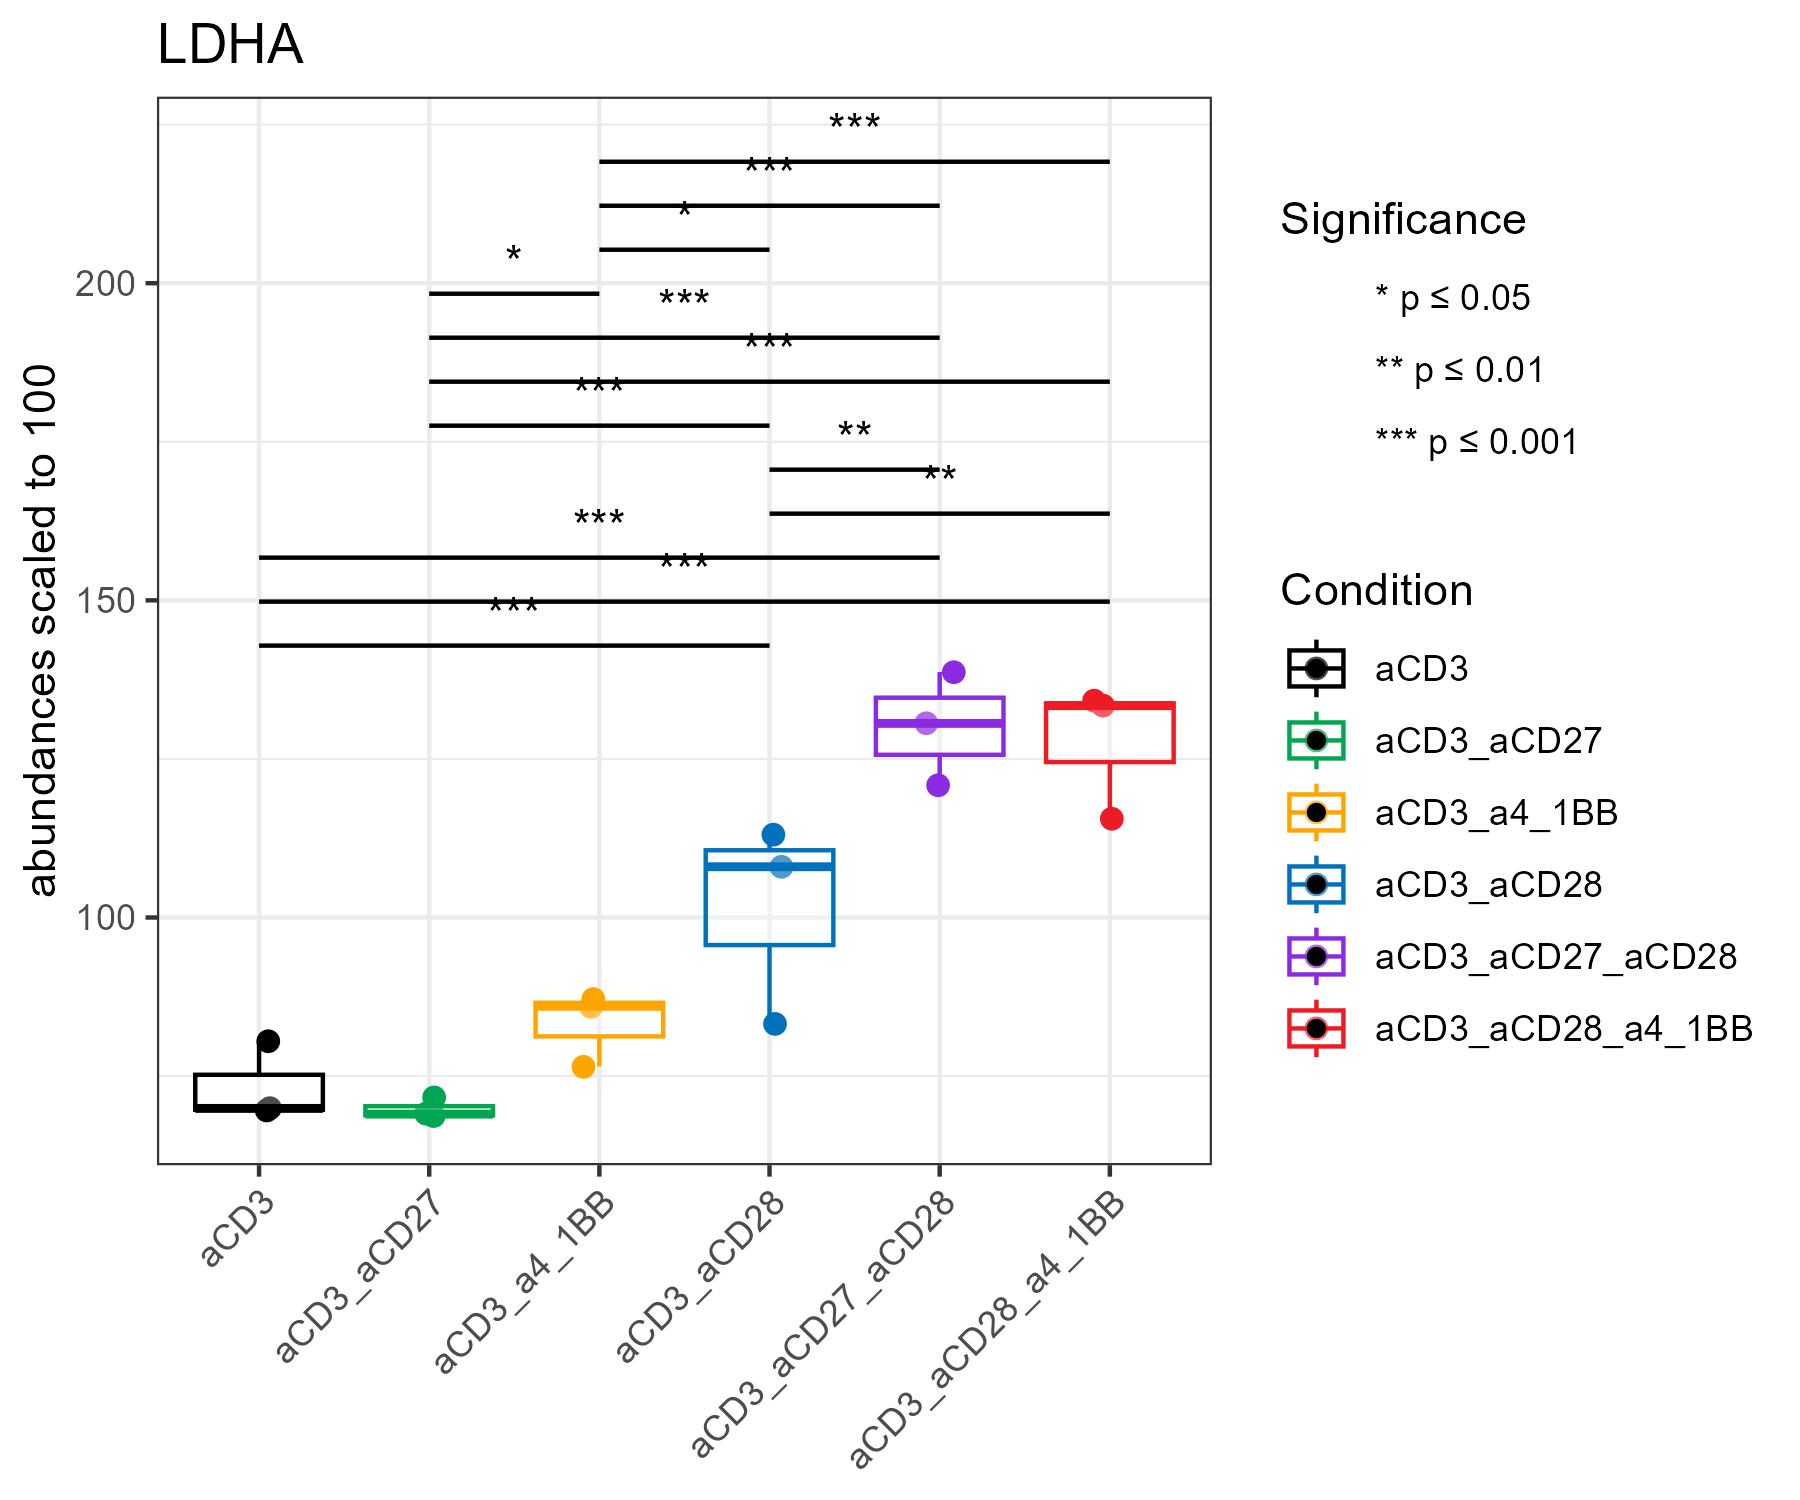 LDHA
***
***
*
*
***
***
***
**
**
***
***
***
200
150
100
abundances scaled to 100
aCD3
aCD3_aCD27
aCD3_a4_1BB
aCD3_aCD28
aCD3_aCD27_aCD28
aCD3_aCD28_a4_1BB
Significance
* p ≤ 0.05
** p ≤ 0.01
*** p ≤ 0.001
Condition
aCD3
aCD3_aCD27
aCD3_a4_1BB
aCD3_aCD28
aCD3_aCD27_aCD28
aCD3_aCD28_a4_1BB